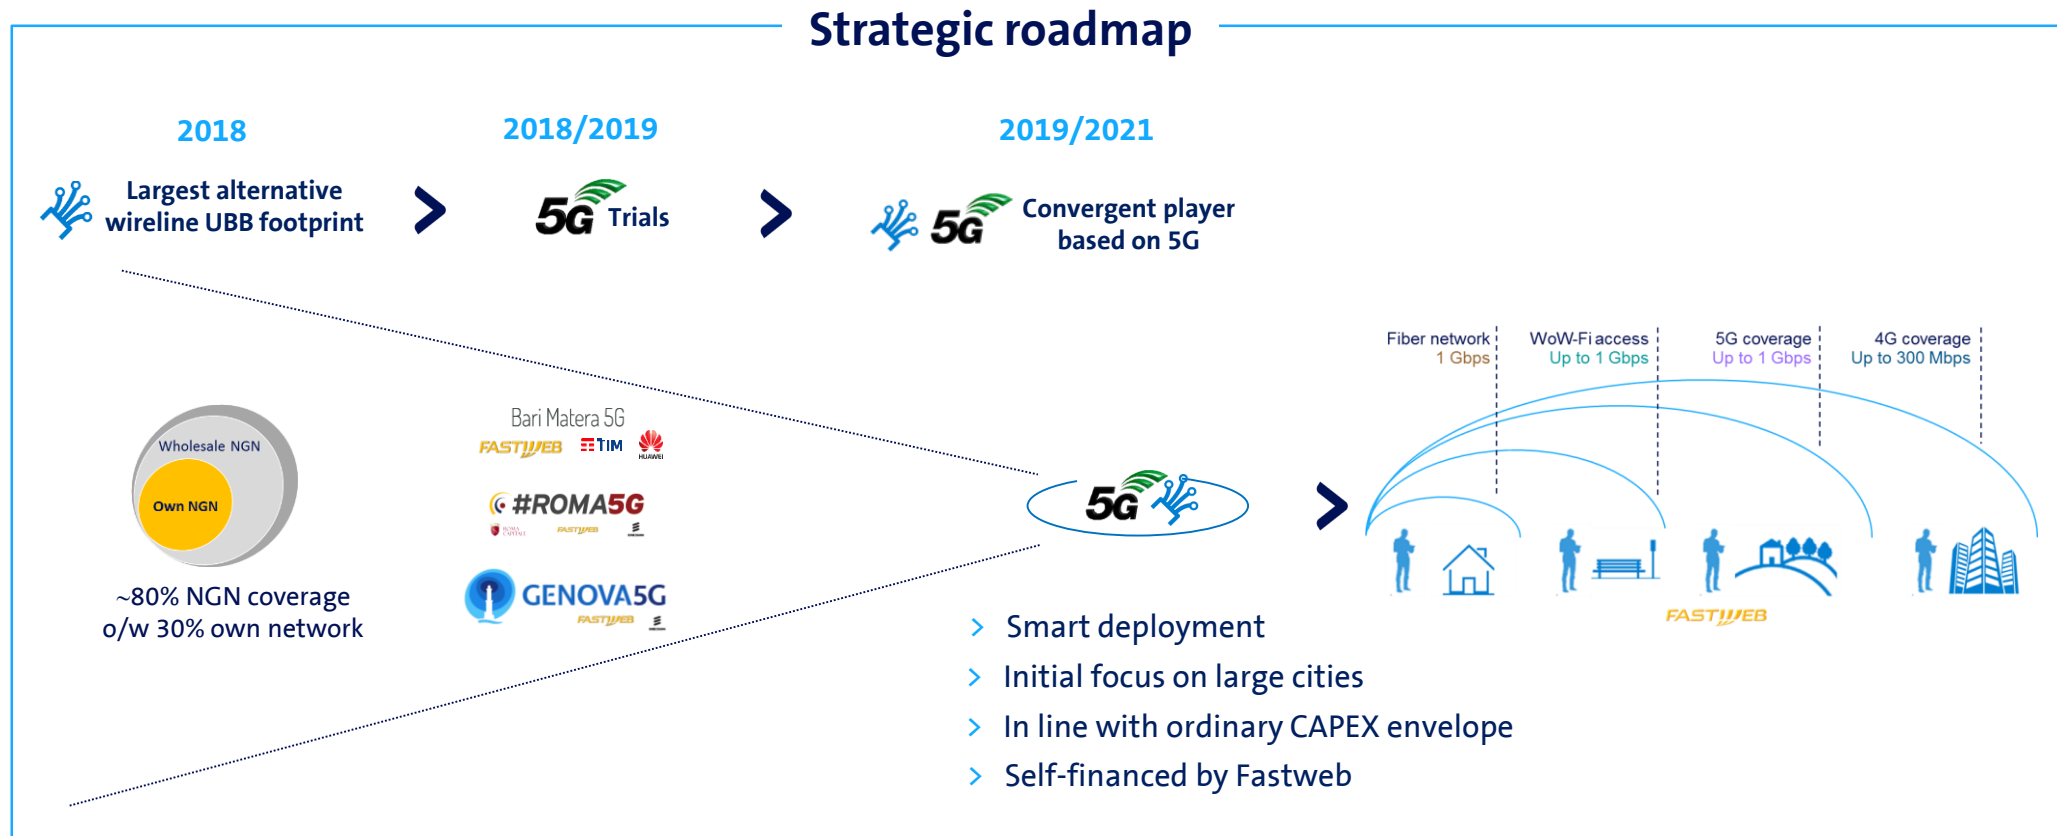 Strategic roadmap
2018
2018/2019
2019/2021
Largest alternative
wireline UBB footprint
5G Trials
5G
Convergent player
based on 5G
Fiber network
1 Gbps
WoW-Fi access
Up to 1 Gbps
5G coverage
Up to 1 Gbps
4G coverage
Up to 300 Mbps
Wholesale NGN
Own NGN
~80% NGN coverage
o/w 30% own network
Bari Matera 5G
FASTWEB TIM HUAWEI
#ROMA5G
ROMA
CAPITALE
FASTWEB
ERICSSON
GENOVA5G
FASTWEB
5G
FASTWEB
> Smart deployment
> Initial focus on large cities
> In line with ordinary CAPEX envelope
> Self-financed by Fastweb